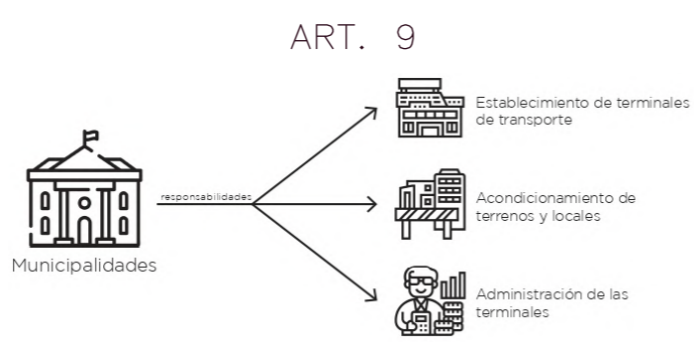 ART. 9
Establecimiento de terminales
de transporte
responsabilidades
Acondicionamiento de
terrenos y locales
Municipalidades
Administración de las
terminales